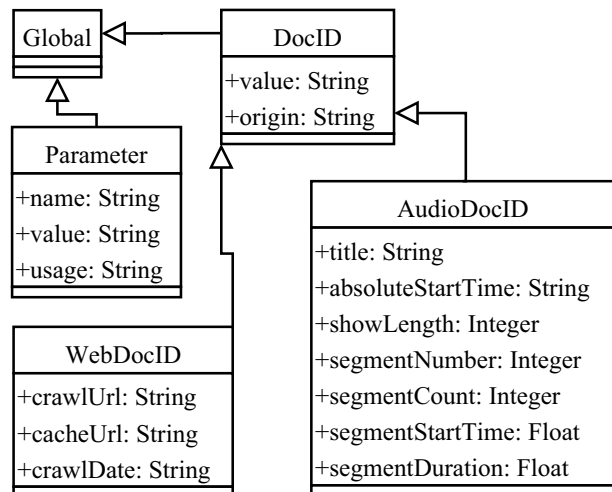 Global
DocID
+value: String
+origin: String
Parameter
+name: String
+value: String
+usage: String
AudioDocID
+title: String
+absoluteStartTime: String
+showLength: Integer
+segmentNumber: Integer
+segmentCount: Integer
+segmentStartTime: Float
+segmentDuration: Float
WebDocID
+crawlUrl: String
+cacheUrl: String
+crawlDate: String